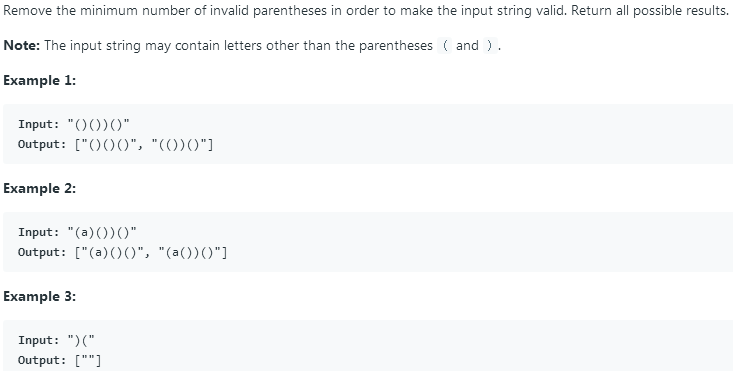 Remove the minimum number of invalid parentheses in order to make the input string valid. Return all possible results.
Note: The input string may contain letters other than the parentheses ( and ).
Example 1:
Input: "()())()"
Output: ["()()()", "(())()"]
Example 2:
Input: "(a)())()"
Output: ["(a)()()", "(a())()"]
Example 3:
Input: ")("
Output: [""]